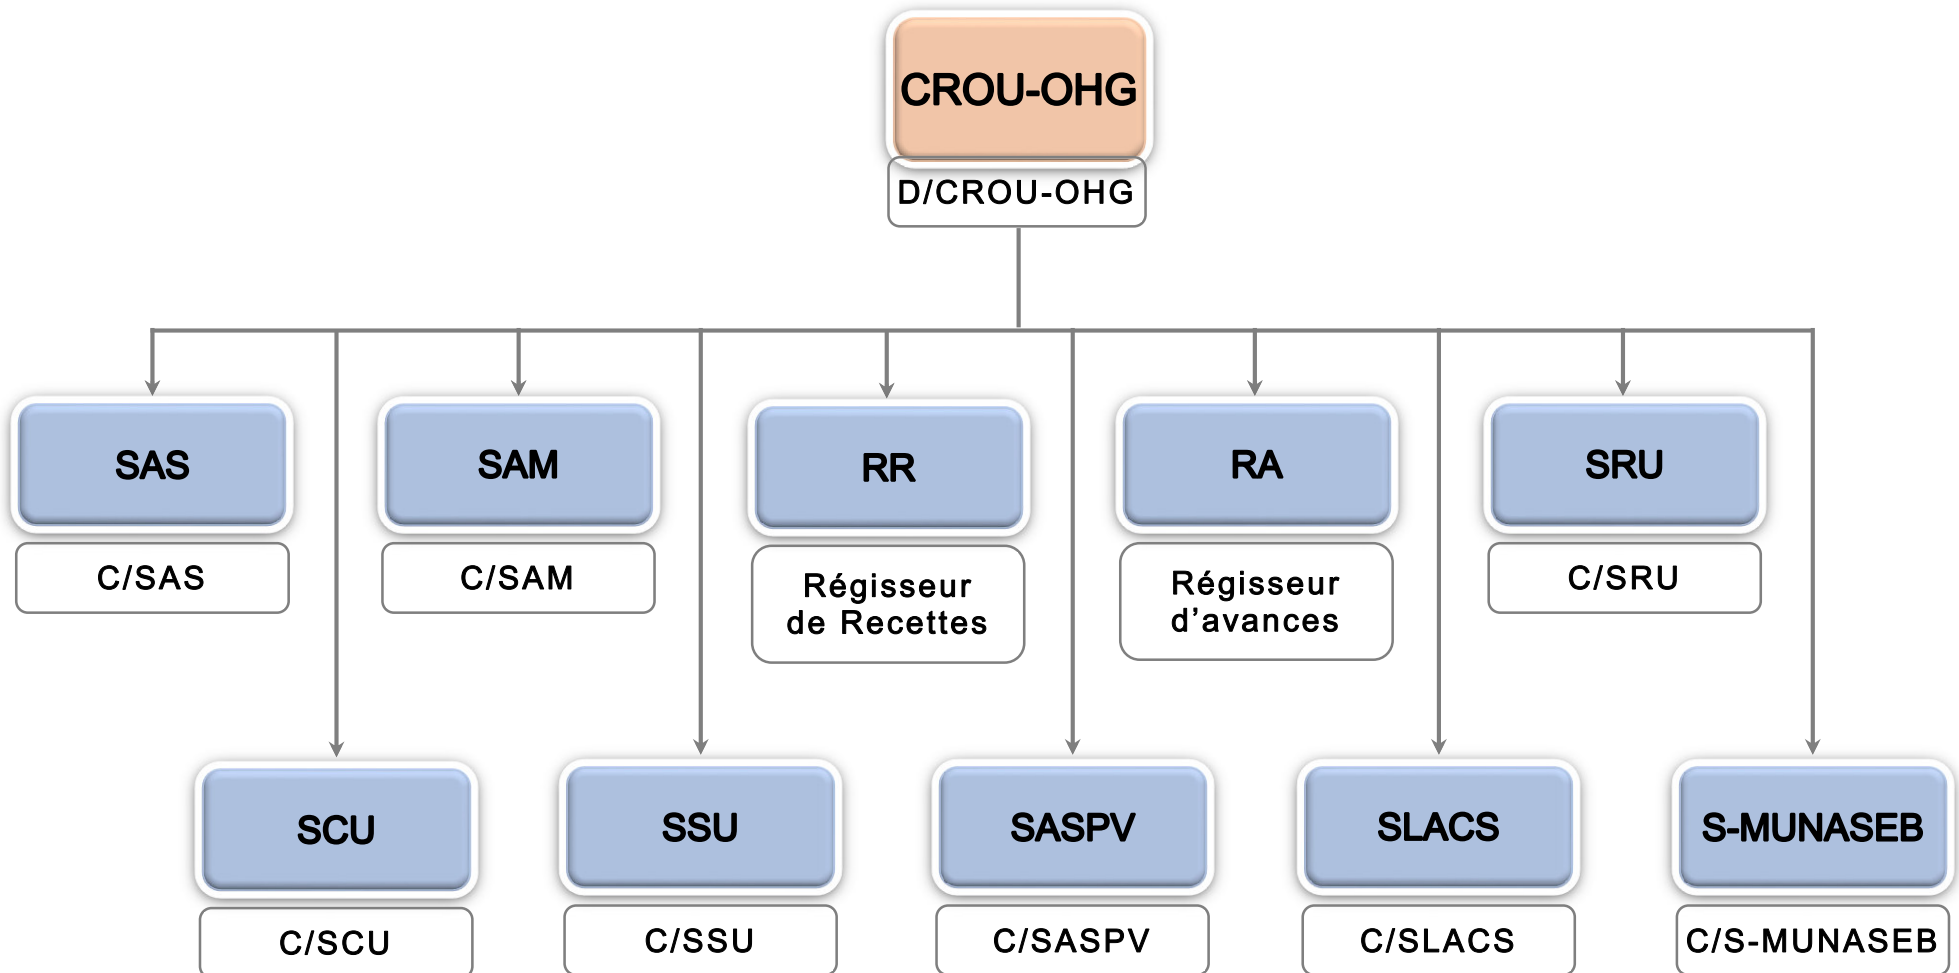 CROU-OHG
D/CROU-OHG
SAS
C/SAS
SAM
C/SAM
RR
Régisseur
de Recettes
RA
Régisseur
d’avances
SRU
C/SRU
SCU
C/SCU
SSU
C/SSU
SASPV
C/SASPV
SLACS
C/SLACS
S-MUNASEB
C/S-MUNASEB